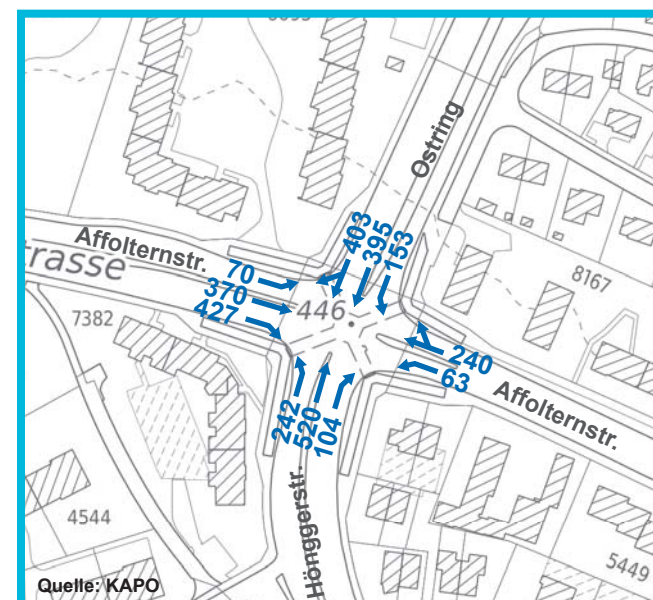 Ostring
403
395
153
Affolternstr.
trasse
70
370
427
446
8167
7382
240
63
Affolternstr.
242
520
104
Hönggerstr.
4544
5449
Quelle: KAPO